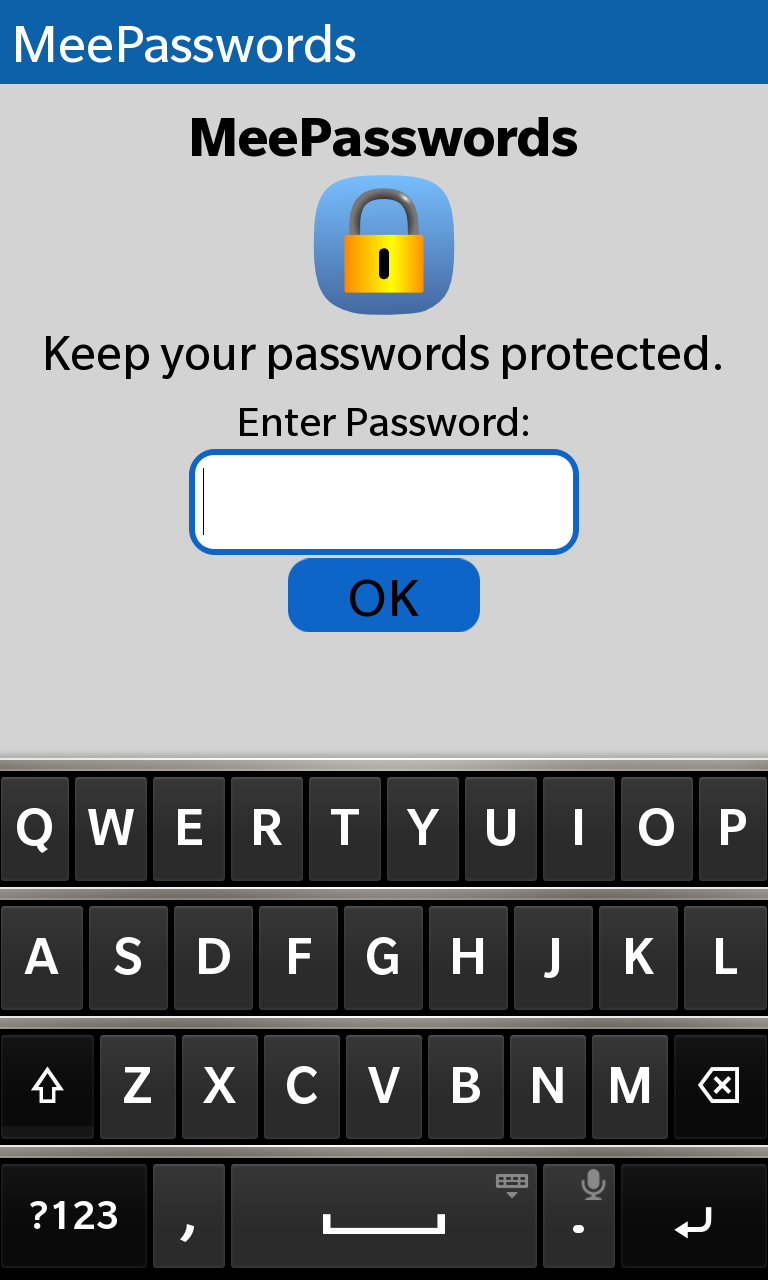 MeePasswords
MeePasswords
Keep your passwords protected.
Enter Password:
OK
Q W E R T Y U I O P
A S D F G H J K L
Z X C V B N M
?123 , .